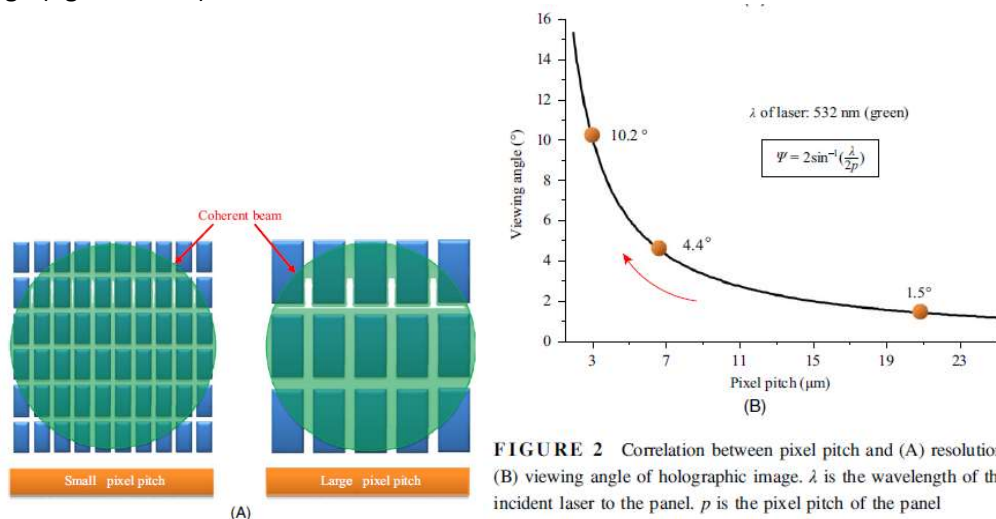 Coherent beam
Small pixel pitch
Large pixel pitch
(A)
16
14
12
10
8
6
4
2
0
Viewing angle (°)
10.2°
4.4°
1.5°
λ of laser: 532 nm (green)
Ψ = 2sin⁻¹(λ/2p)
3 7 11 15 19 23
Pixel pitch (μm)
(B)
FIGURE 2 Correlation between pixel pitch and (A) resolution
(B) viewing angle of holographic image. λ is the wavelength of th
incident laser to the panel. p is the pixel pitch of the panel